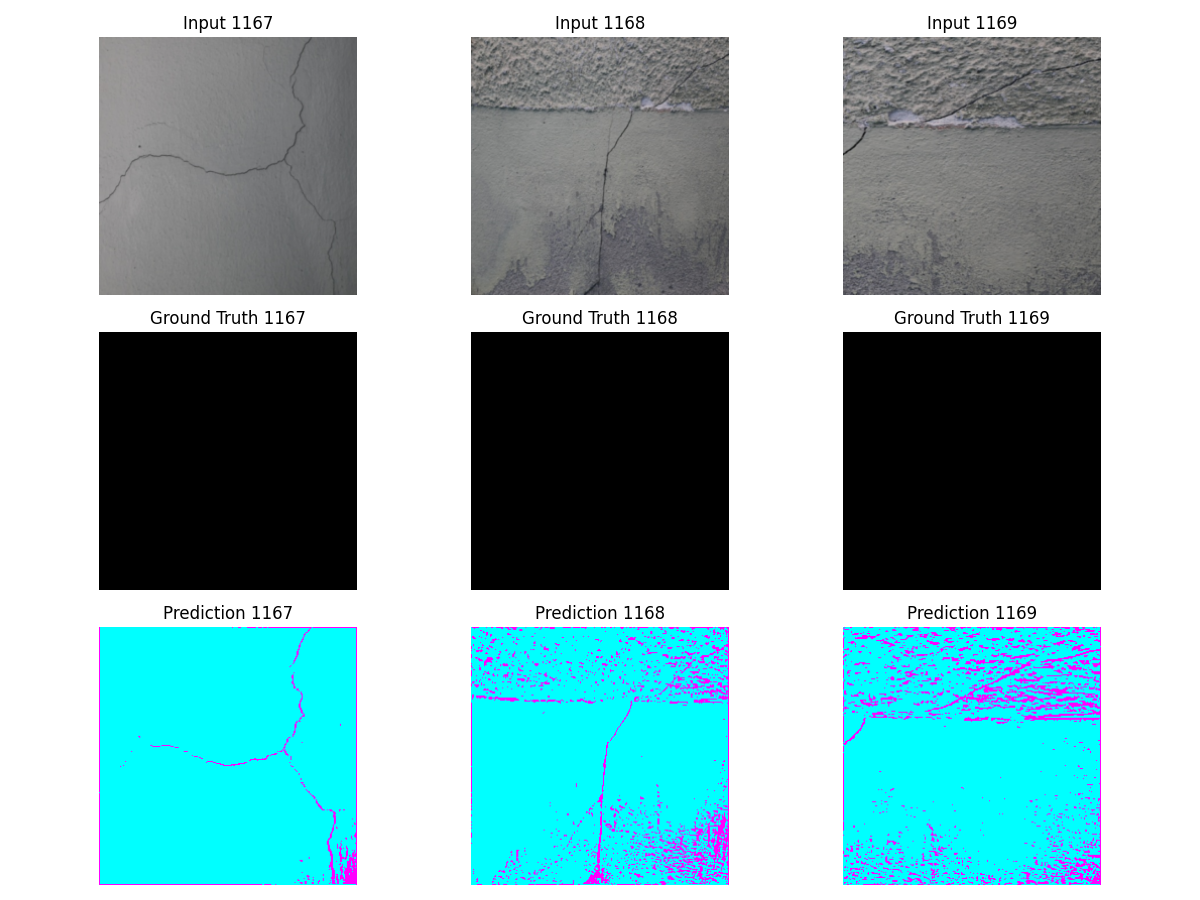 Input 1167
Input 1168
Input 1169
Ground Truth 1167
Ground Truth 1168
Ground Truth 1169
Prediction 1167
Prediction 1168
Prediction 1169